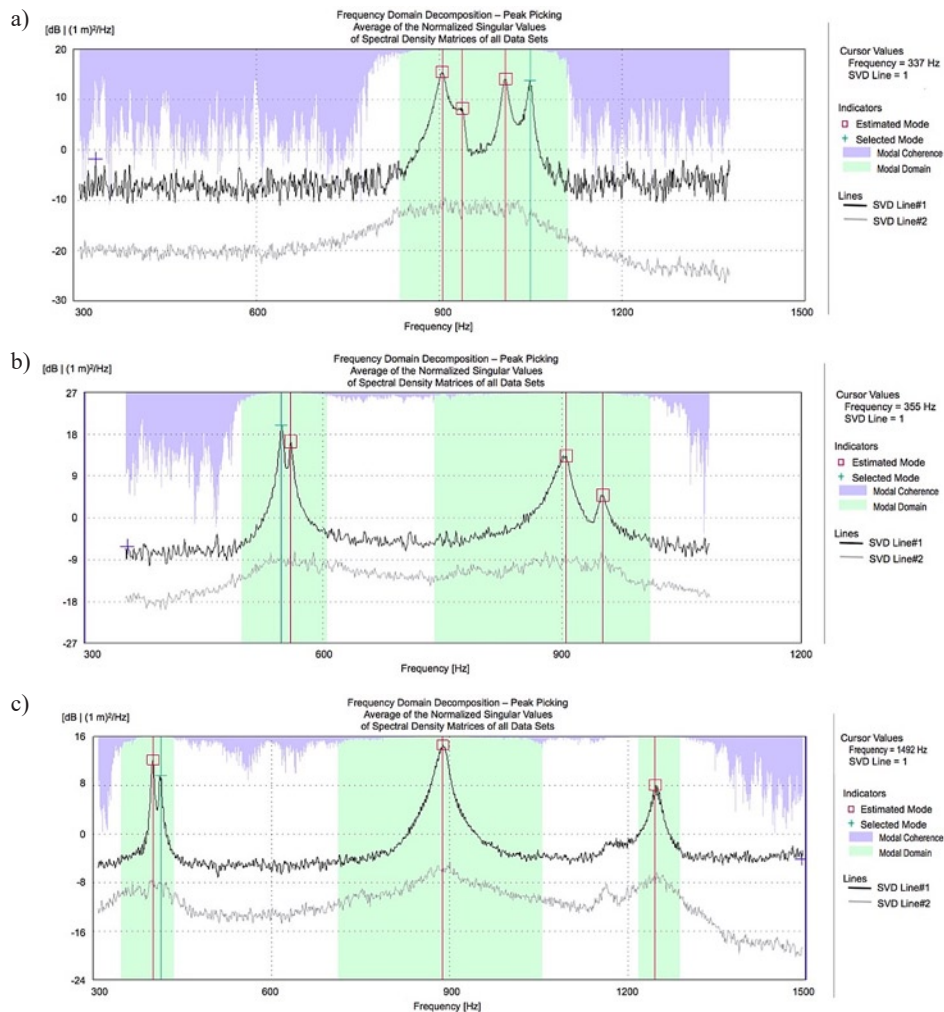 a)
Frequency Domain Decomposition – Peak Picking
Average of the Normalized Singular Values
of Spectral Density Matrices of all Data Sets
[dB | (1 m)²/Hz]
20
10
0
-10
-20
-30
300
600
900
1200
1500
Frequency [Hz]
Cursor Values
Frequency = 337 Hz
SVD Line = 1
Indicators
Estimated Mode
Selected Mode
Modal Coherence
Modal Domain
Lines
SVD Line#1
SVD Line#2
b)
Frequency Domain Decomposition – Peak Picking
Average of the Normalized Singular Values
of Spectral Density Matrices of all Data Sets
[dB | (1 m)²/Hz]
27
18
9
0
-9
-18
-27
300
600
900
1200
Frequency [Hz]
Cursor Values
Frequency = 355 Hz
SVD Line = 1
Indicators
Estimated Mode
Selected Mode
Modal Coherence
Modal Domain
Lines
SVD Line#1
SVD Line#2
c)
Frequency Domain Decomposition – Peak Picking
Average of the Normalized Singular Values
of Spectral Density Matrices of all Data Sets
[dB | (1 m)²/Hz]
16
8
0
-8
-16
-24
300
600
900
1200
1500
Frequency [Hz]
Cursor Values
Frequency = 1492 Hz
SVD Line = 1
Indicators
Estimated Mode
Selected Mode
Modal Coherence
Modal Domain
Lines
SVD Line#1
SVD Line#2